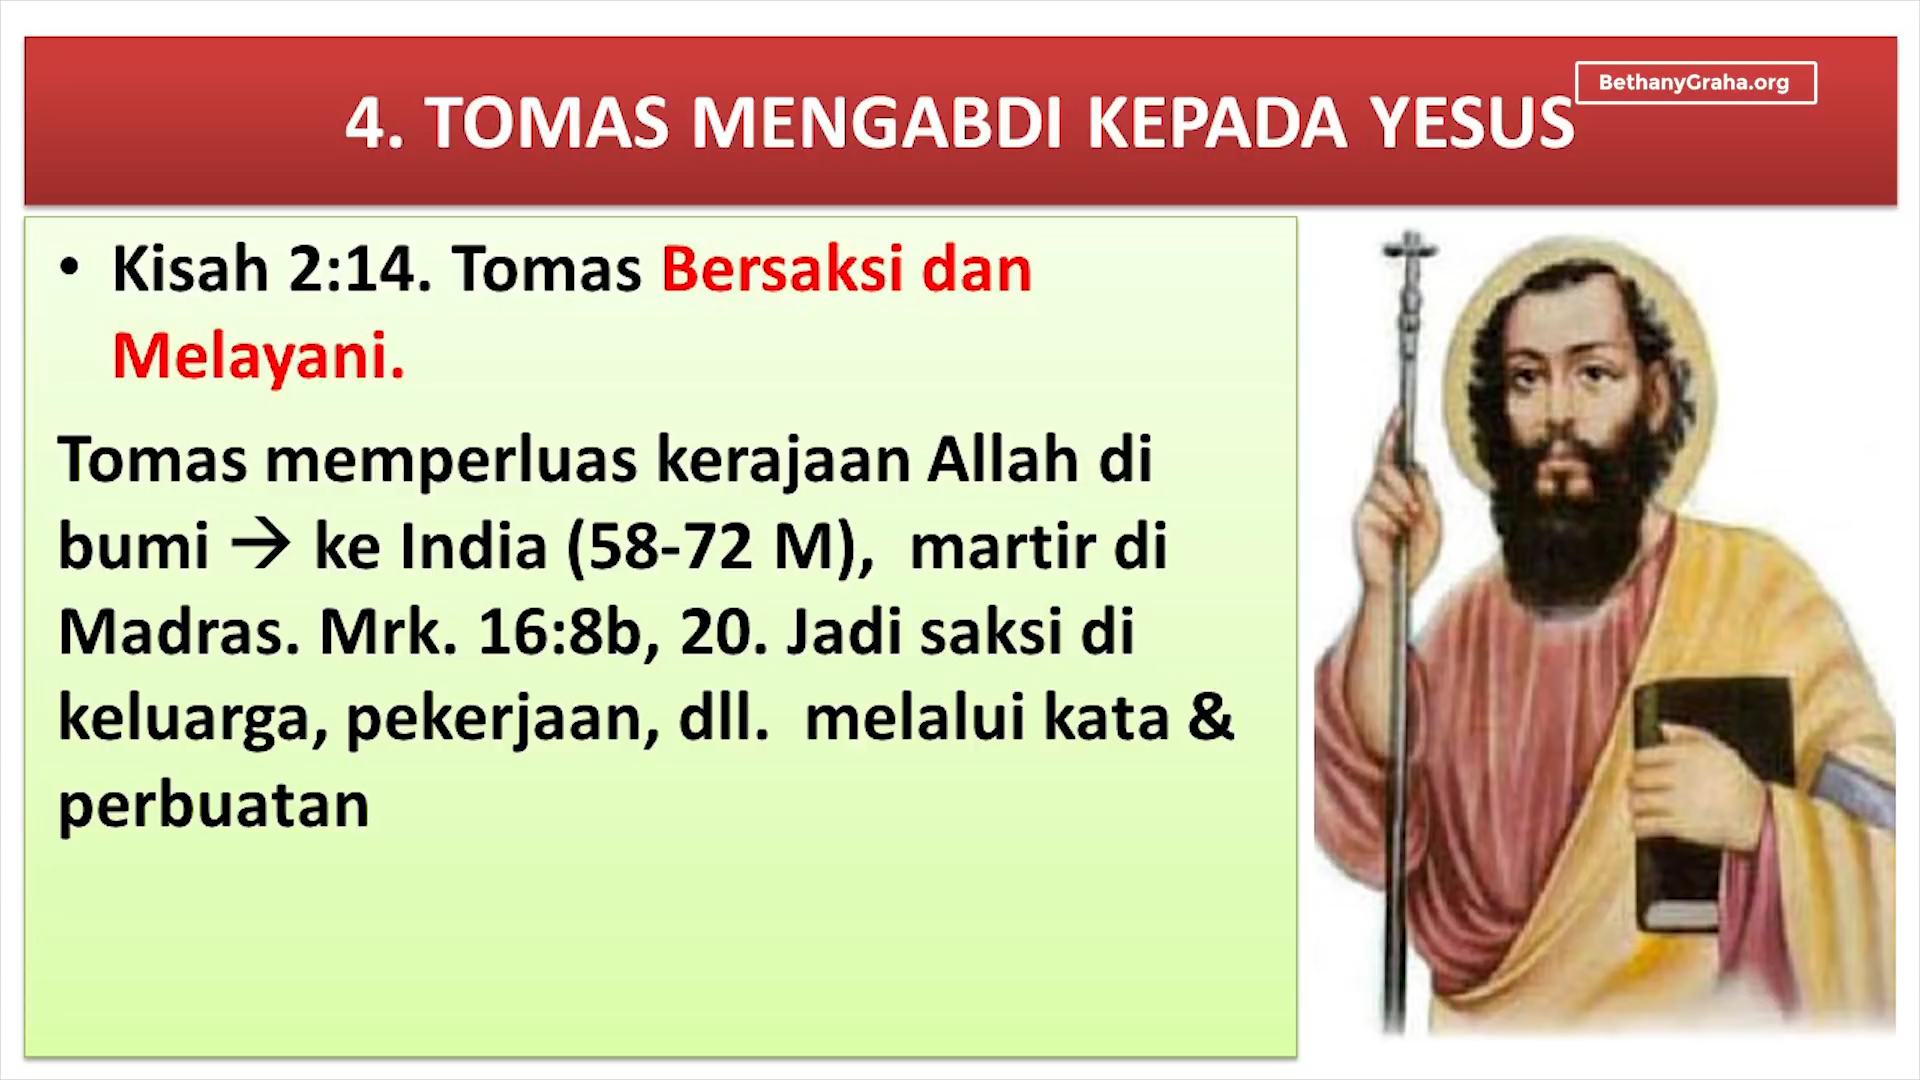 BethanyGraha.org
4. TOMAS MENGABDI KEPADA YESUS
• Kisah 2:14. Tomas Bersaksi dan
Melayani.
Tomas memperluas kerajaan Allah di
bumi → ke India (58-72 M), martir di
Madras. Mrk. 16:8b, 20. Jadi saksi di
keluarga, pekerjaan, dll. melalui kata &
perbuatan